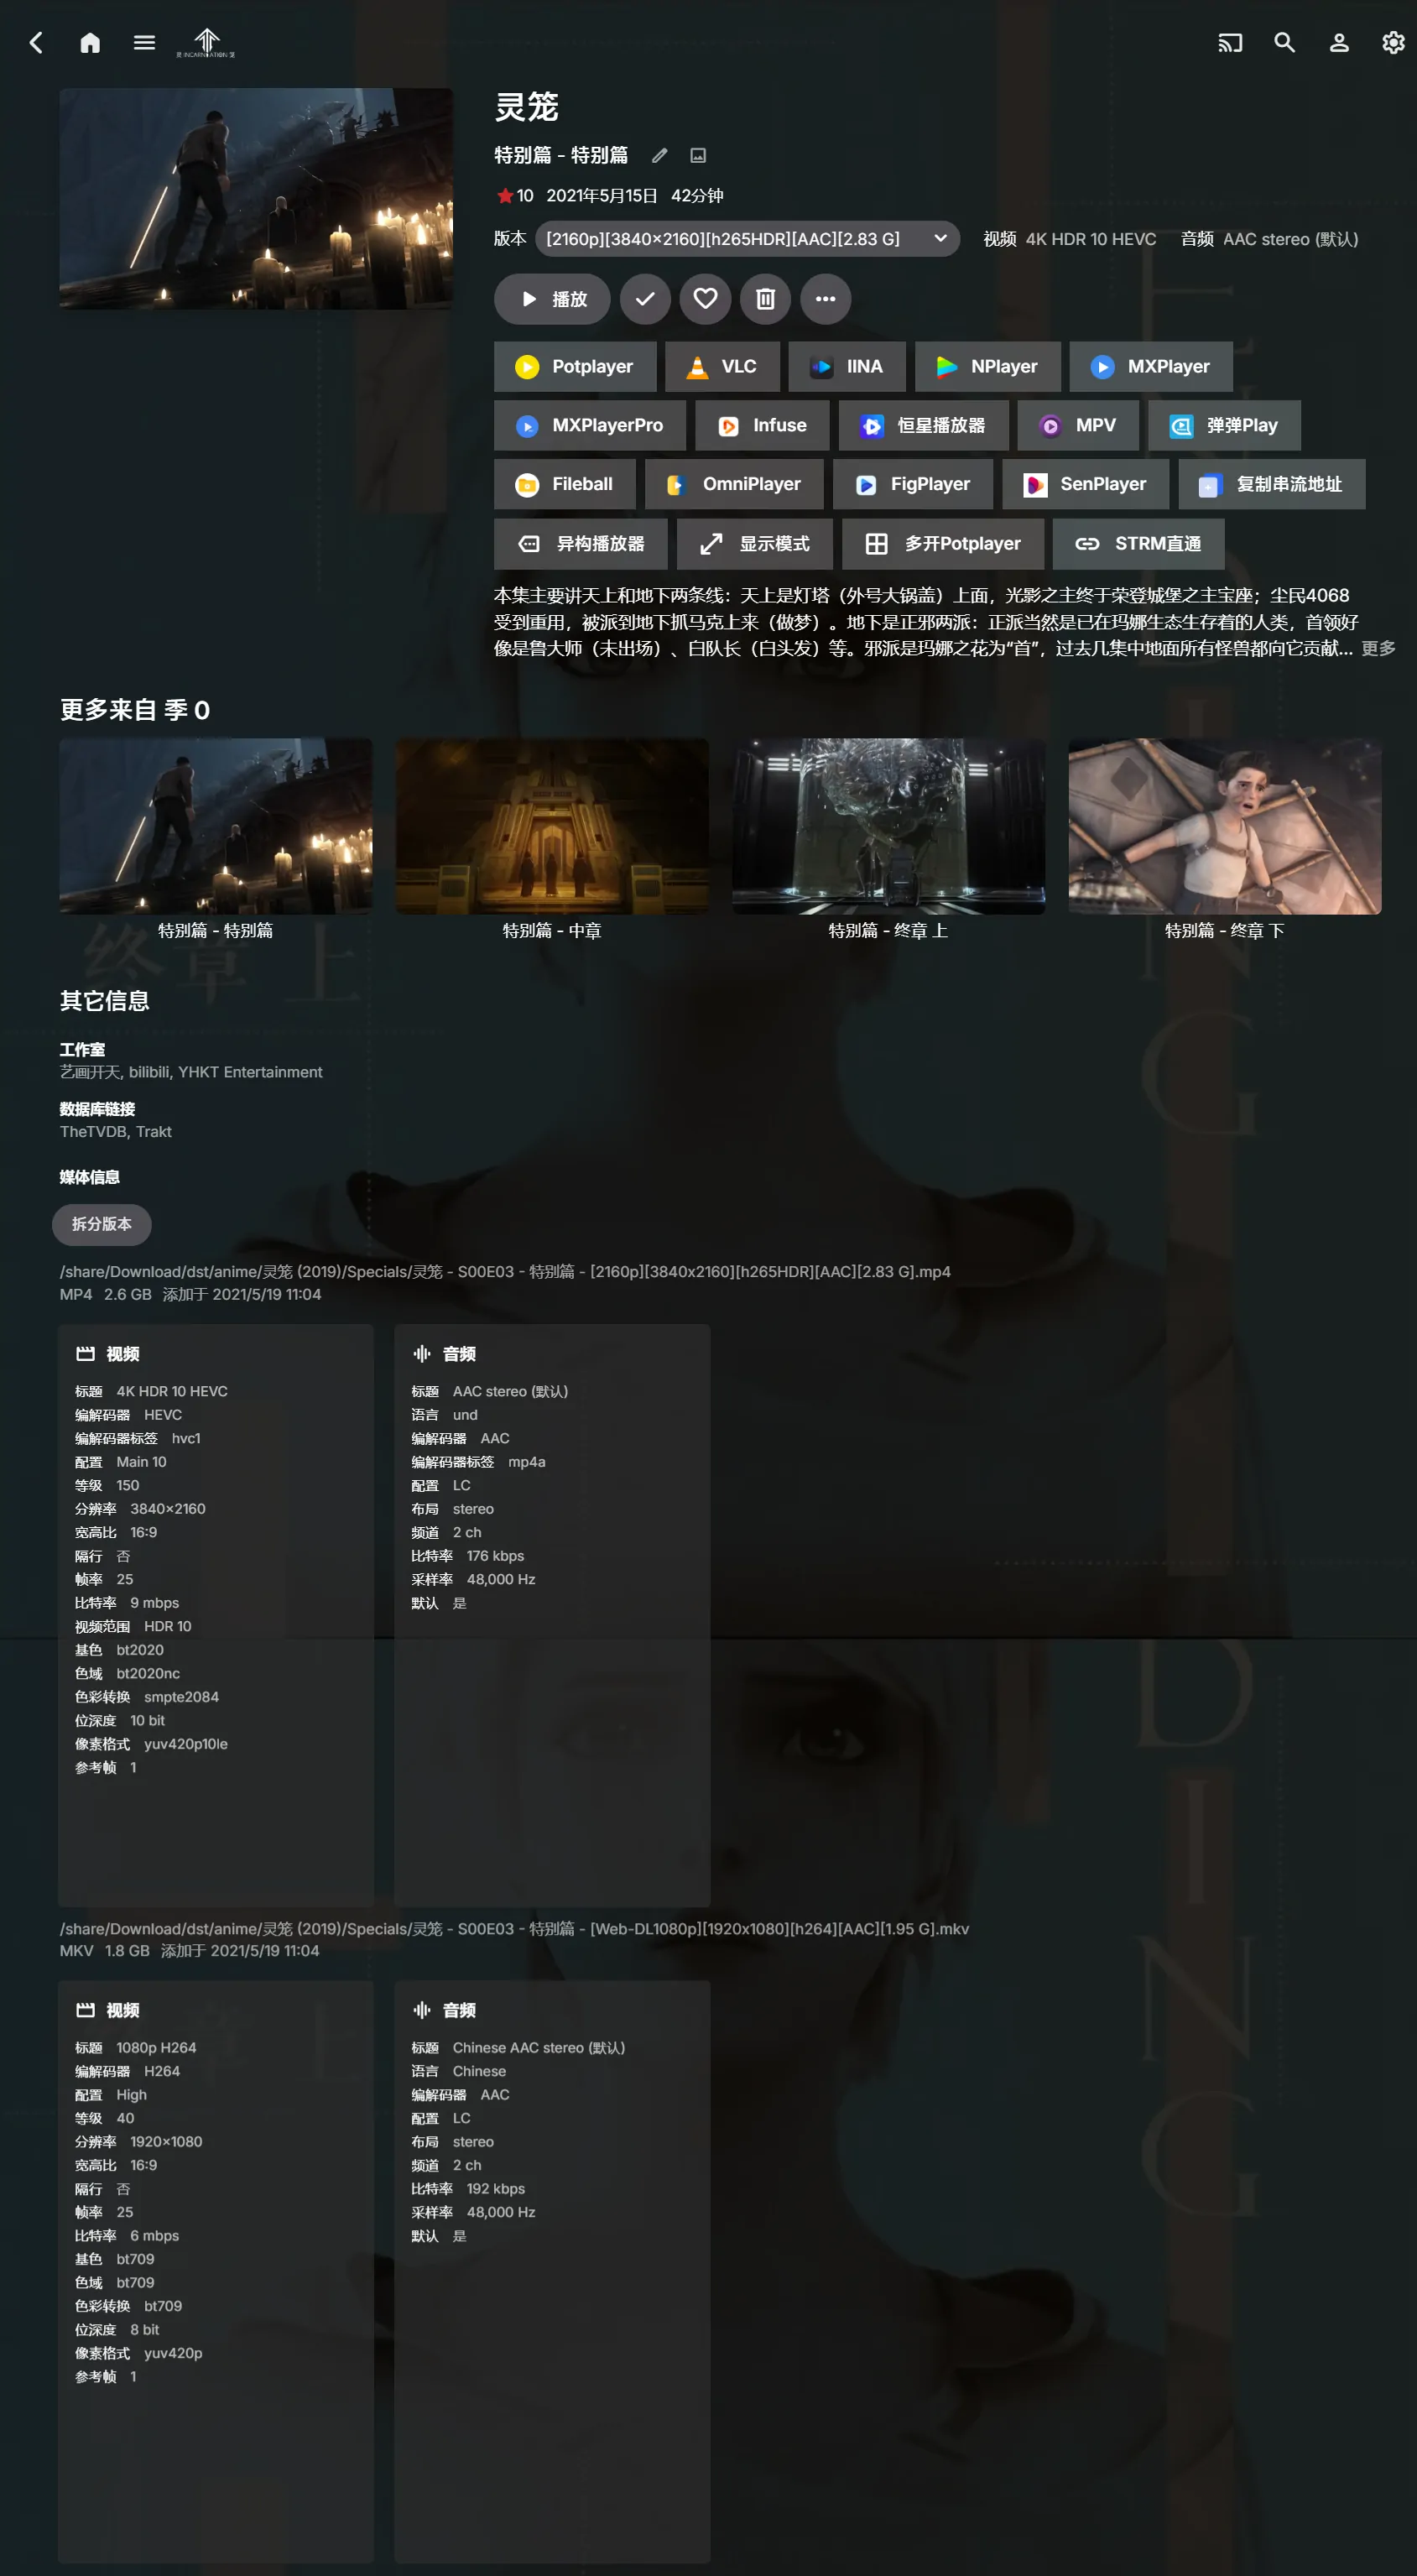 灵 INCARNATION 笼
灵笼
特别篇 - 特别篇
10 2021年5月15日 42分钟
版本 [2160p][3840x2160][h265HDR][AAC][2.83 G] 视频 4K HDR 10 HEVC 音频 AAC stereo (默认)
播放
Potplayer VLC IINA NPlayer MXPlayer
MXPlayerPro Infuse 恒星播放器 MPV 弹弹Play
Fileball OmniPlayer FigPlayer SenPlayer 复制串流地址
异构播放器 显示模式 多开Potplayer STRM直通
本集主要讲天上和地下两条线：天上是灯塔（外号大锅盖）上面，光影之主终于荣登城堡之主宝座；尘民4068
受到重用，被派到地下抓马克上来（做梦）。地下是正邪两派：正派当然是已在玛娜生态生存着的人类，首领好
像是鲁大师（未出场）、白队长（白头发）等。邪派是玛娜之花为“首”，过去几集中地面所有怪兽都向它贡献... 更多
更多来自 季 0
特别篇 - 特别篇 特别篇 - 中章 特别篇 - 终章 上 特别篇 - 终章 下
终章 上
其它信息
工作室
艺画开天, bilibili, YHKT Entertainment
数据库链接
TheTVDB, Trakt
媒体信息
拆分版本
/share/Download/dst/anime/灵笼 (2019)/Specials/灵笼 - S00E03 - 特别篇 - [2160p][3840x2160][h265HDR][AAC][2.83 G].mp4
MP4 2.6 GB 添加于 2021/5/19 11:04
视频
标题 4K HDR 10 HEVC
编解码器 HEVC
编解码器标签 hvc1
配置 Main 10
等级 150
分辨率 3840x2160
宽高比 16:9
隔行 否
帧率 25
比特率 9 mbps
视频范围 HDR 10
基色 bt2020
色域 bt2020nc
色彩转换 smpte2084
位深度 10 bit
像素格式 yuv420p10le
参考帧 1
音频
标题 AAC stereo (默认)
语言 und
编解码器 AAC
编解码器标签 mp4a
配置 LC
布局 stereo
频道 2 ch
比特率 176 kbps
采样率 48,000 Hz
默认 是
/share/Download/dst/anime/灵笼 (2019)/Specials/灵笼 - S00E03 - 特别篇 - [Web-DL1080p][1920x1080][h264][AAC][1.95 G].mkv
MKV 1.8 GB 添加于 2021/5/19 11:04
视频
标题 1080p H264
编解码器 H264
配置 High
等级 40
分辨率 1920x1080
宽高比 16:9
隔行 否
帧率 25
比特率 6 mbps
基色 bt709
色域 bt709
色彩转换 bt709
位深度 8 bit
像素格式 yuv420p
参考帧 1
音频
标题 Chinese AAC stereo (默认)
语言 Chinese
编解码器 AAC
配置 LC
布局 stereo
频道 2 ch
比特率 192 kbps
采样率 48,000 Hz
默认 是